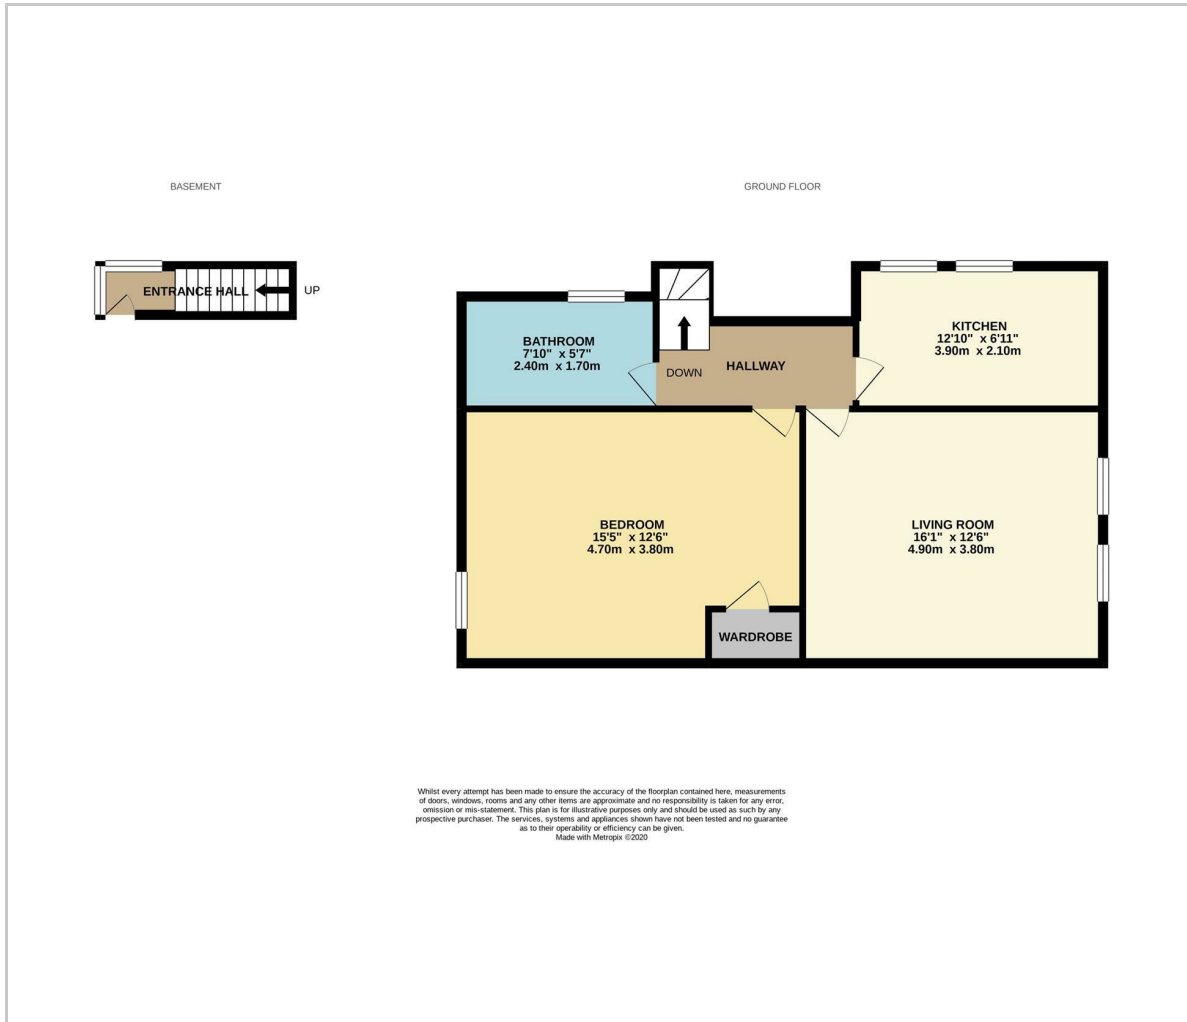 BASEMENT
GROUND FLOOR
ENTRANCE HALL
UP
BATHROOM
7'10" x 5'7"
2.40m x 1.70m
DOWN
HALLWAY
KITCHEN
12'10" x 6'11"
3.90m x 2.10m
BEDROOM
15'5" x 12'6"
4.70m x 3.80m
LIVING ROOM
16'1" x 12'6"
4.90m x 3.80m
WARDROBE
Whilst every attempt has been made to ensure the accuracy of the floorplan contained here, measurements
of doors, windows, rooms and any other items are approximate and no responsibility is taken for any error,
omission or mis-statement. This plan is for illustrative purposes only and should be used as such by any
prospective purchaser. The services, systems and appliances shown have not been tested and no guarantee
as to their operability or efficiency can be given.
Made with Metropix ©2020